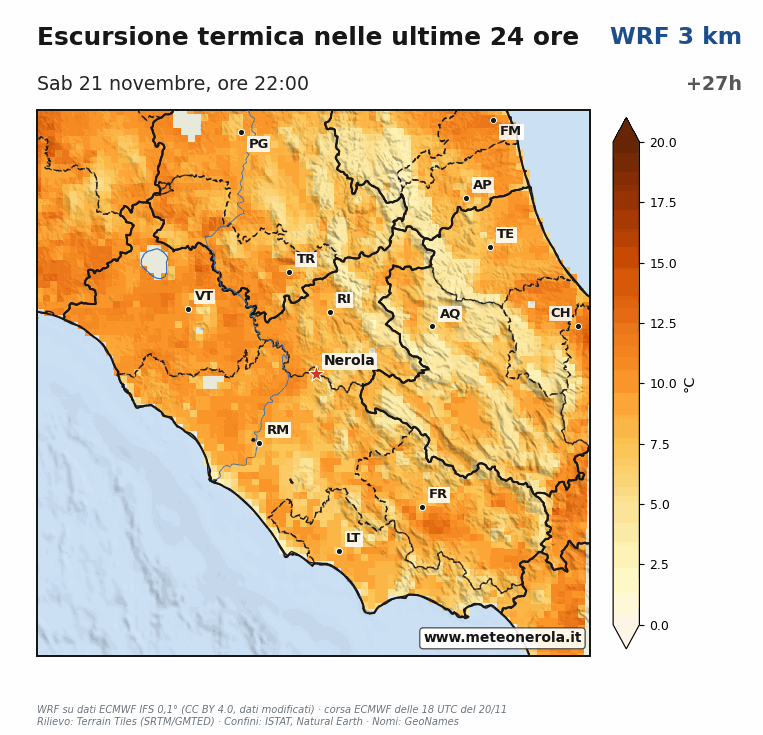 Escursione termica nelle ultime 24 ore
WRF 3 km
Sab 21 novembre, ore 22:00
+27h
FM
PG
AP
TE
TR
VT
RI
AQ
CH
Nerola
RM
FR
LT
20.0
17.5
15.0
12.5
10.0
7.5
5.0
2.5
0.0
°C
www.meteonerola.it
WRF su dati ECMWF IFS 0,1° (CC BY 4.0, dati modificati) · corsa ECMWF delle 18 UTC del 20/11
Rilievo: Terrain Tiles (SRTM/GMTED) · Confini: ISTAT, Natural Earth · Nomi: GeoNames